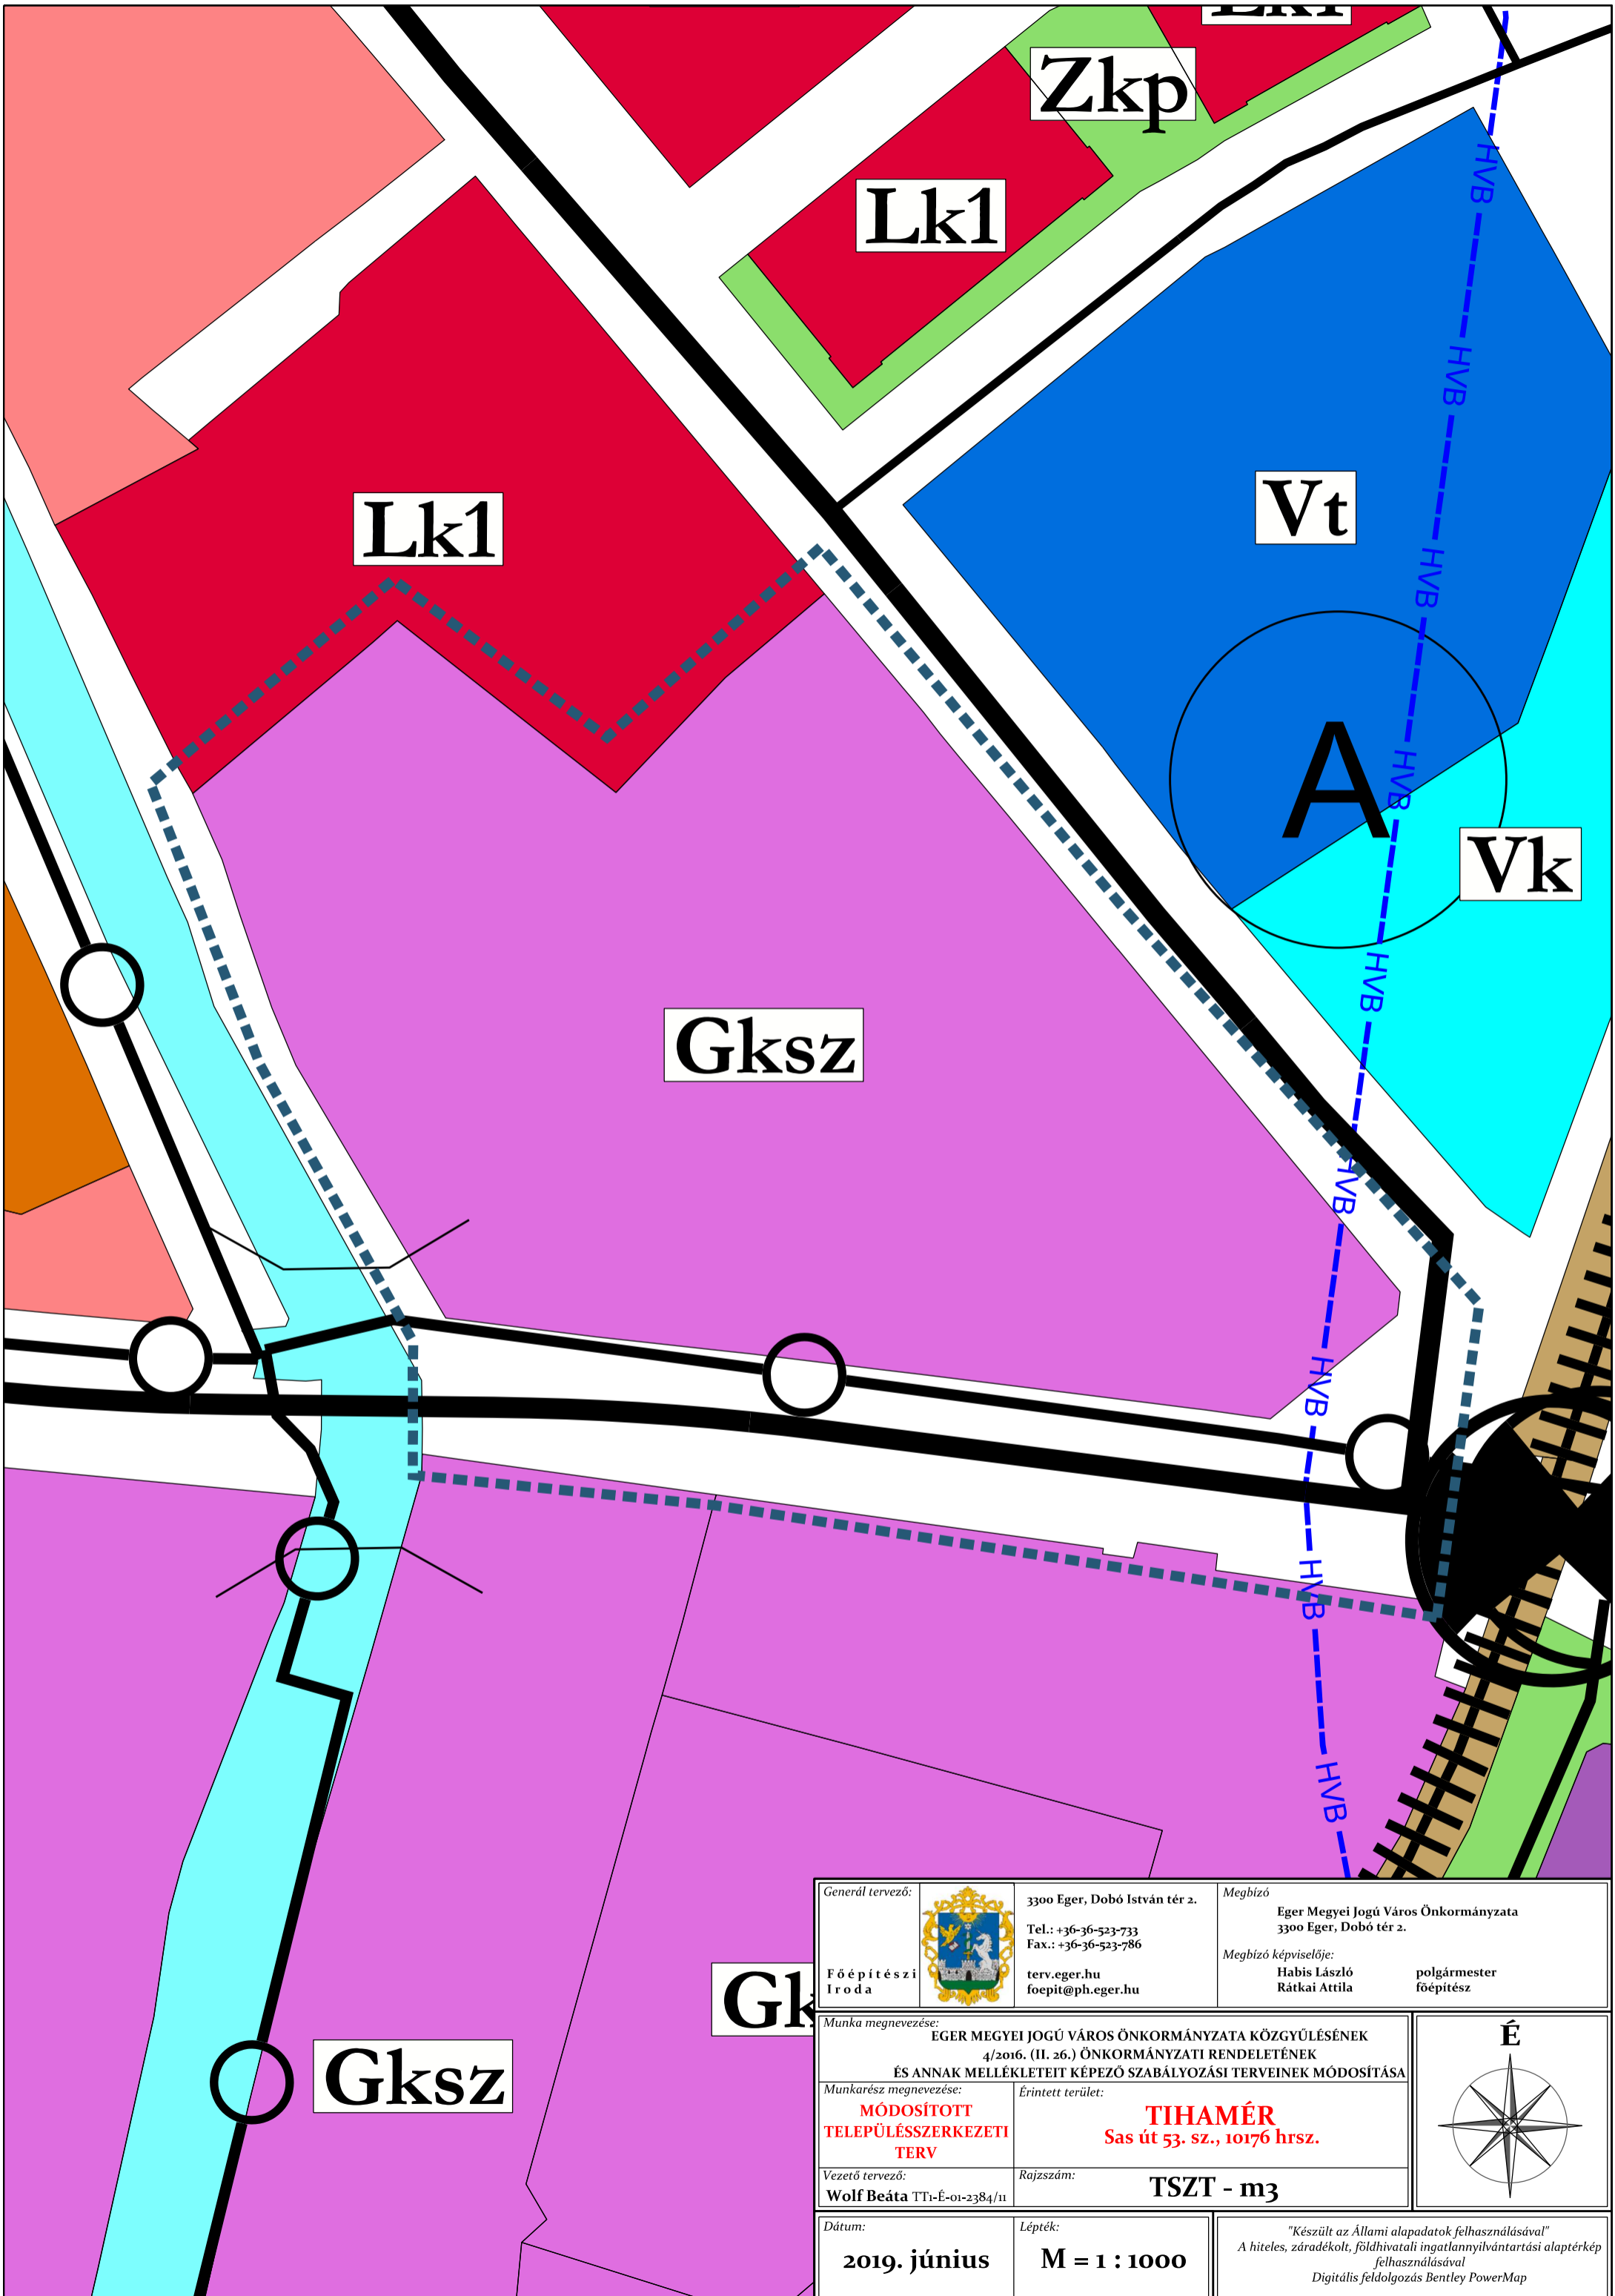 Lk1
Zkp
Lk1
Lk1
Vt
A
Vk
Gksz
HVB
HVB
HVB
HVB
HVB
HVB
HVB
HVB
HVB
Gksz
Generál tervező:
Főépítészi
Iroda
3300 Eger, Dobó István tér 2.
Tel.: +36-36-523-733
Fax.: +36-36-523-786
terv.eger.hu
foepit@ph.eger.hu
Megbízó
Eger Megyei Jogú Város Önkormányzata
3300 Eger, Dobó tér 2.
Megbízó képviselője:
Habis László polgármester
Rátkai Attila főépítész
Munka megnevezése:
EGER MEGYEI JOGÚ VÁROS ÖNKORMÁNYZATA KÖZGYŰLÉSÉNEK
4/2016. (II. 26.) ÖNKORMÁNYZATI RENDELETÉNEK
ÉS ANNAK MELLÉKLETEIT KÉPEZŐ SZABÁLYOZÁSI TERVEINEK MÓDOSÍTÁSA
Munkarész megnevezése:
MÓDOSÍTOTT
TELEPÜLÉSSZERKEZETI
TERV
Érintett terület:
TIHAMÉR
Sas út 53. sz., 10176 hrsz.
Vezető tervező:
Wolf Beáta TT1-É-01-2384/11
Rajzszám:
TSZT - m3
É
Dátum:
2019. június
Lépték:
M = 1 : 1000
"Készült az Állami alapadatok felhasználásával"
A hiteles, záradékolt, földhivatali ingatlannyilvántartási alaptérkép
felhasználásával
Digitális feldolgozás Bentley PowerMap